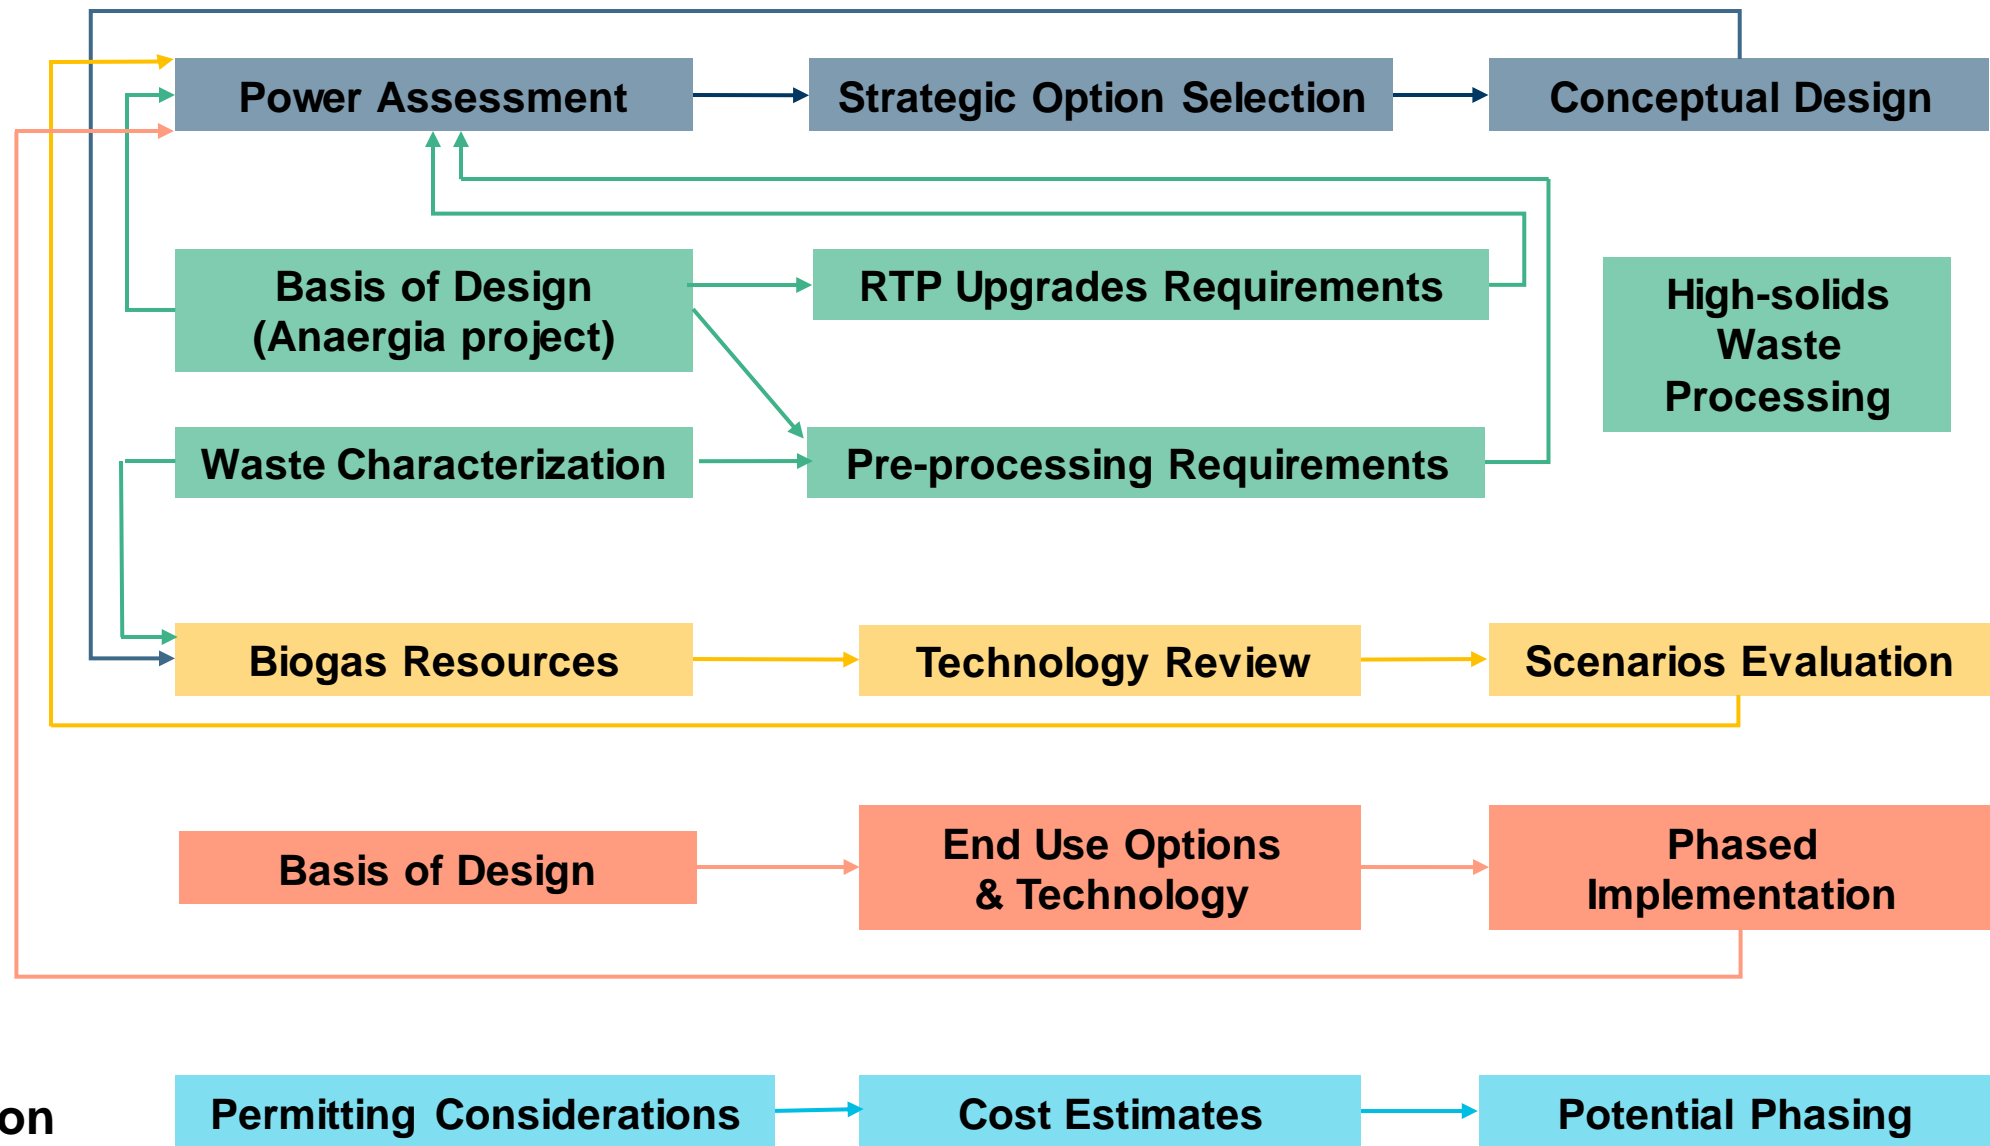 Power Assessment
Strategic Option Selection
Conceptual Design
Basis of Design
(Anaergia project)
RTP Upgrades Requirements
High-solids
Waste
Processing
Waste Characterization
Pre-processing Requirements
Biogas Resources
Technology Review
Scenarios Evaluation
Basis of Design
End Use Options
& Technology
Phased
Implementation
on
Permitting Considerations
Cost Estimates
Potential Phasing